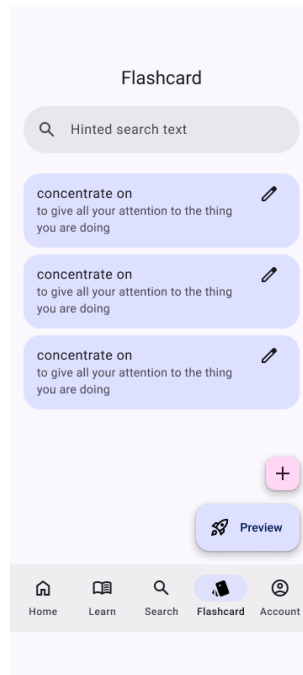 Flashcard
Hinted search text
concentrate on
to give all your attention to the thing
you are doing
concentrate on
to give all your attention to the thing
you are doing
concentrate on
to give all your attention to the thing
you are doing
Preview
Home
Learn
Search
Flashcard
Account